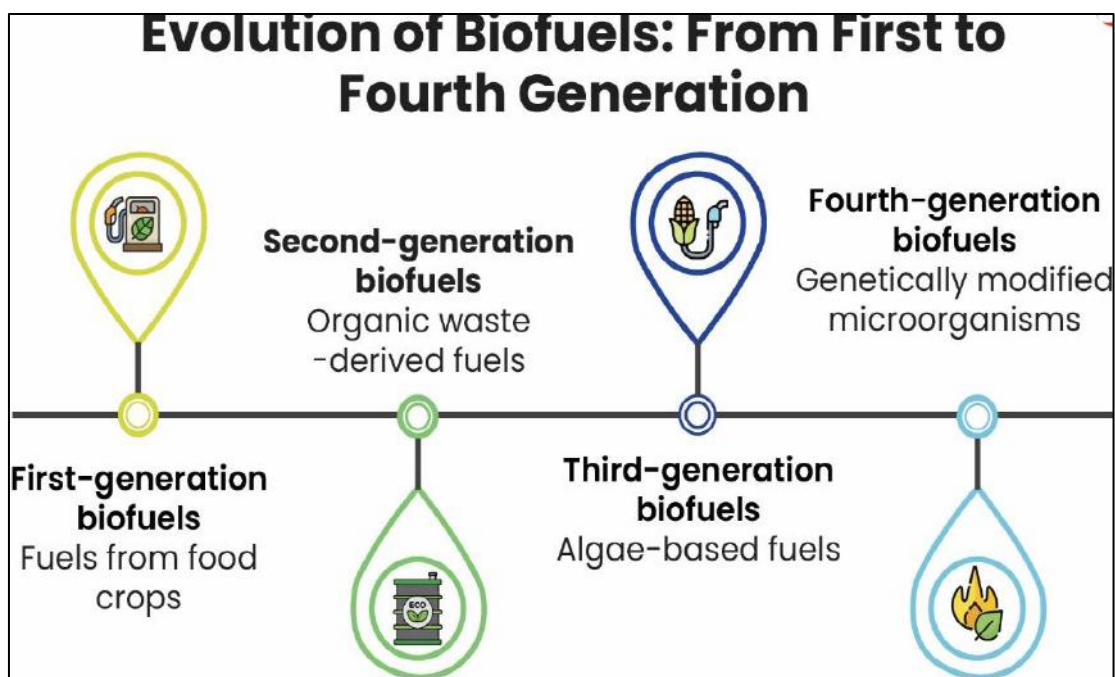 Evolution of Biofuels: From First to
Fourth Generation
First-generation
biofuels
Fuels from food
crops
Second-generation
biofuels
Organic waste
-derived fuels
ECO
Third-generation
biofuels
Algae-based fuels
Fourth-generation
biofuels
Genetically modified
microorganisms